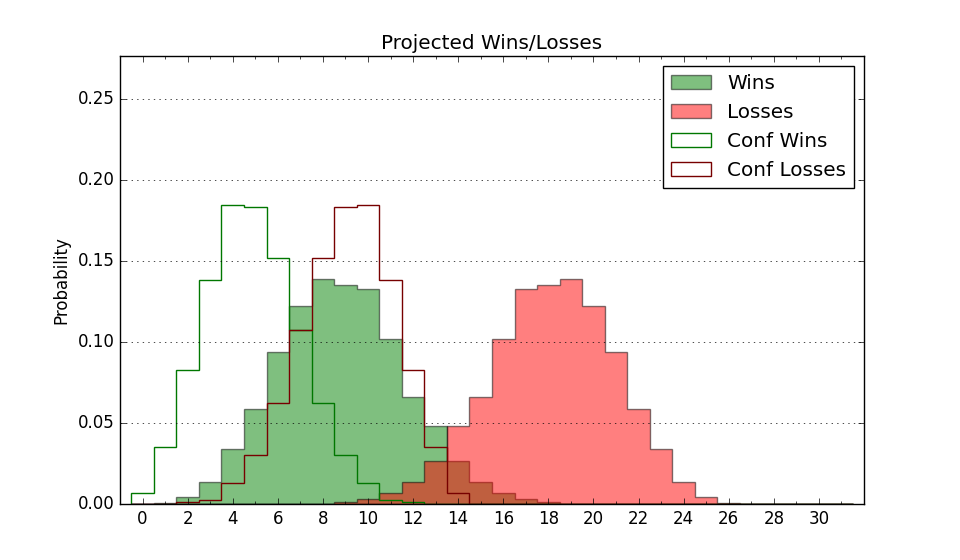 Projected Wins/Losses
Wins
Losses
Conf Wins
Conf Losses
Probability
0.25
0.20
0.15
0.10
0.05
0.00
0 2 4 6 8 10 12 14 16 18 20 22 24 26 28 30